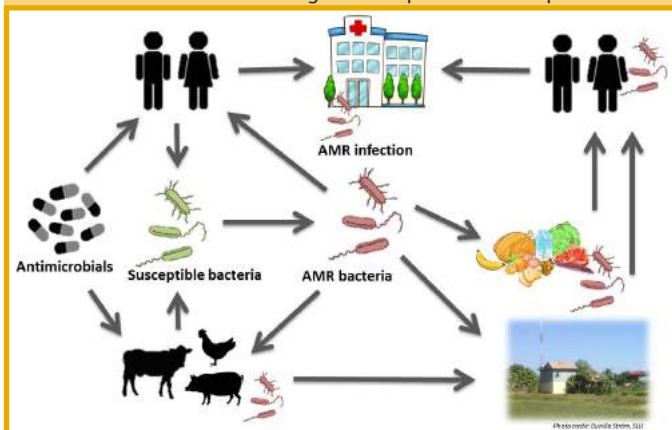 AMR infection
Antimicrobials
Susceptible bacteria
AMR bacteria
Photo credit: Gunilla Ström, SLU